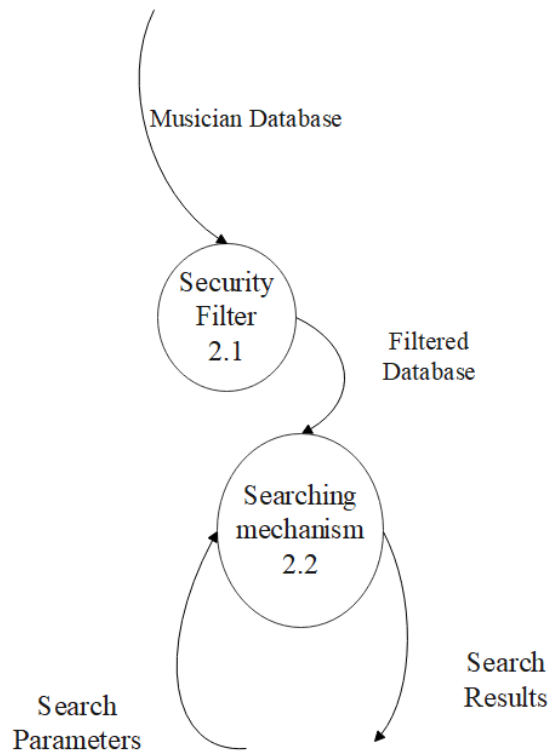 Musician Database
Security
Filter
2.1
Filtered
Database
Searching
mechanism
2.2
Search
Results
Search
Parameters